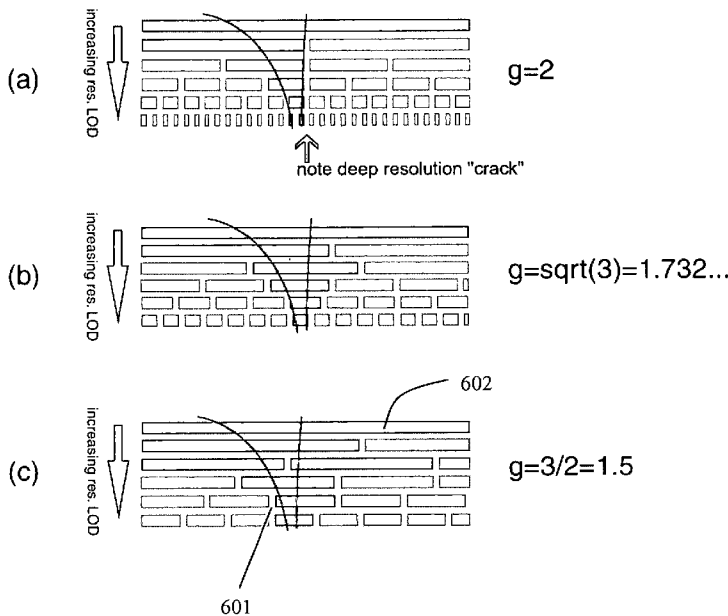 (a)
increasing res. LOD
g=2
note deep resolution "crack"
(b)
increasing res. LOD
g=sqrt(3)=1.732...
602
(c)
increasing res. LOD
g=3/2=1.5
601